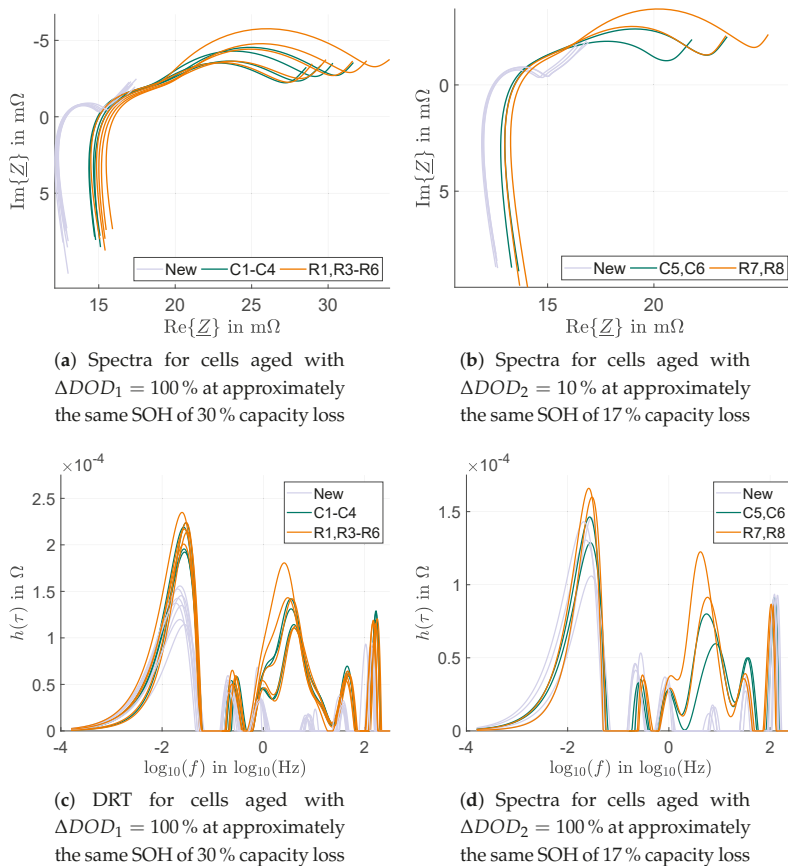 -5
0
5
Im{Z} in mΩ
New
C1-C4
R1,R3-R6
15
20
25
30
Re{Z} in mΩ
(a) Spectra for cells aged with
ΔDOD₁ = 100 % at approximately
the same SOH of 30 % capacity loss
0
5
Im{Z} in mΩ
New
C5,C6
R7,R8
15
20
Re{Z} in mΩ
(b) Spectra for cells aged with
ΔDOD₂ = 10 % at approximately
the same SOH of 17 % capacity loss
×10⁻⁴
2.5
2
1.5
1
0.5
0
h(τ) in Ω
New
C1-C4
R1,R3-R6
-4
-2
0
2
log₁₀(f) in log₁₀(Hz)
(c) DRT for cells aged with
ΔDOD₁ = 100 % at approximately
the same SOH of 30 % capacity loss
×10⁻⁴
1.5
1
0.5
0
h(τ) in Ω
New
C5,C6
R7,R8
-4
-2
0
2
log₁₀(f) in log₁₀(Hz)
(d) Spectra for cells aged with
ΔDOD₂ = 100 % at approximately
the same SOH of 17 % capacity loss